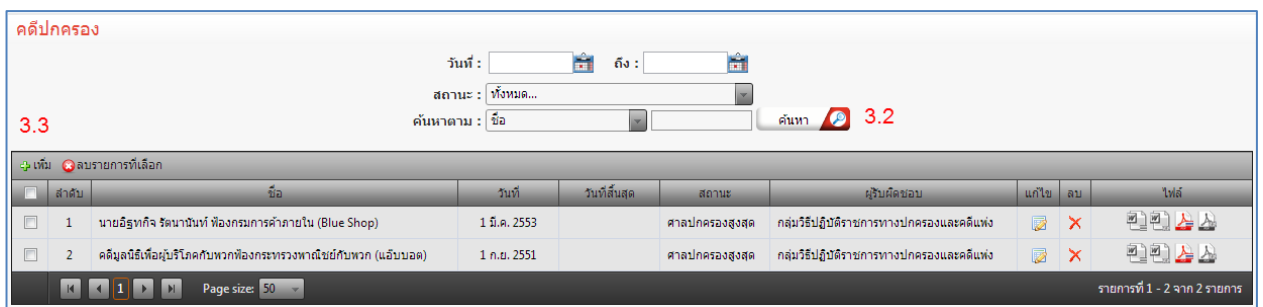 คดีปกครอง
วันที่ : ถึง :
สถานะ : ทั้งหมด...
3.3 ค้นหาตาม : ชื่อ ค้นหา 3.2
เพิ่ม ลบรายการที่เลือก
ลำดับ ชื่อ วันที่ วันที่สิ้นสุด สถานะ ผู้รับผิดชอบ แก้ไข ลบ ไฟล์
1 นายอิฐทกิจ รัตนานันท์ ฟ้องกรมการค้าภายใน (Blue Shop) 1 มี.ค. 2553 ศาลปกครองสูงสุด กลุ่มวิธีปฏิบัติราชการทางปกครองและคดีแพ่ง
2 คดีมูลนิธิเพื่อผู้บริโภคกับพวกฟ้องกระทรวงพาณิชย์กับพวก (แอ๊บบอต) 1 ก.ย. 2551 ศาลปกครองสูงสุด กลุ่มวิธีปฏิบัติราชการทางปกครองและคดีแพ่ง
1 Page size: 50 รายการที่ 1 - 2 จาก 2 รายการ